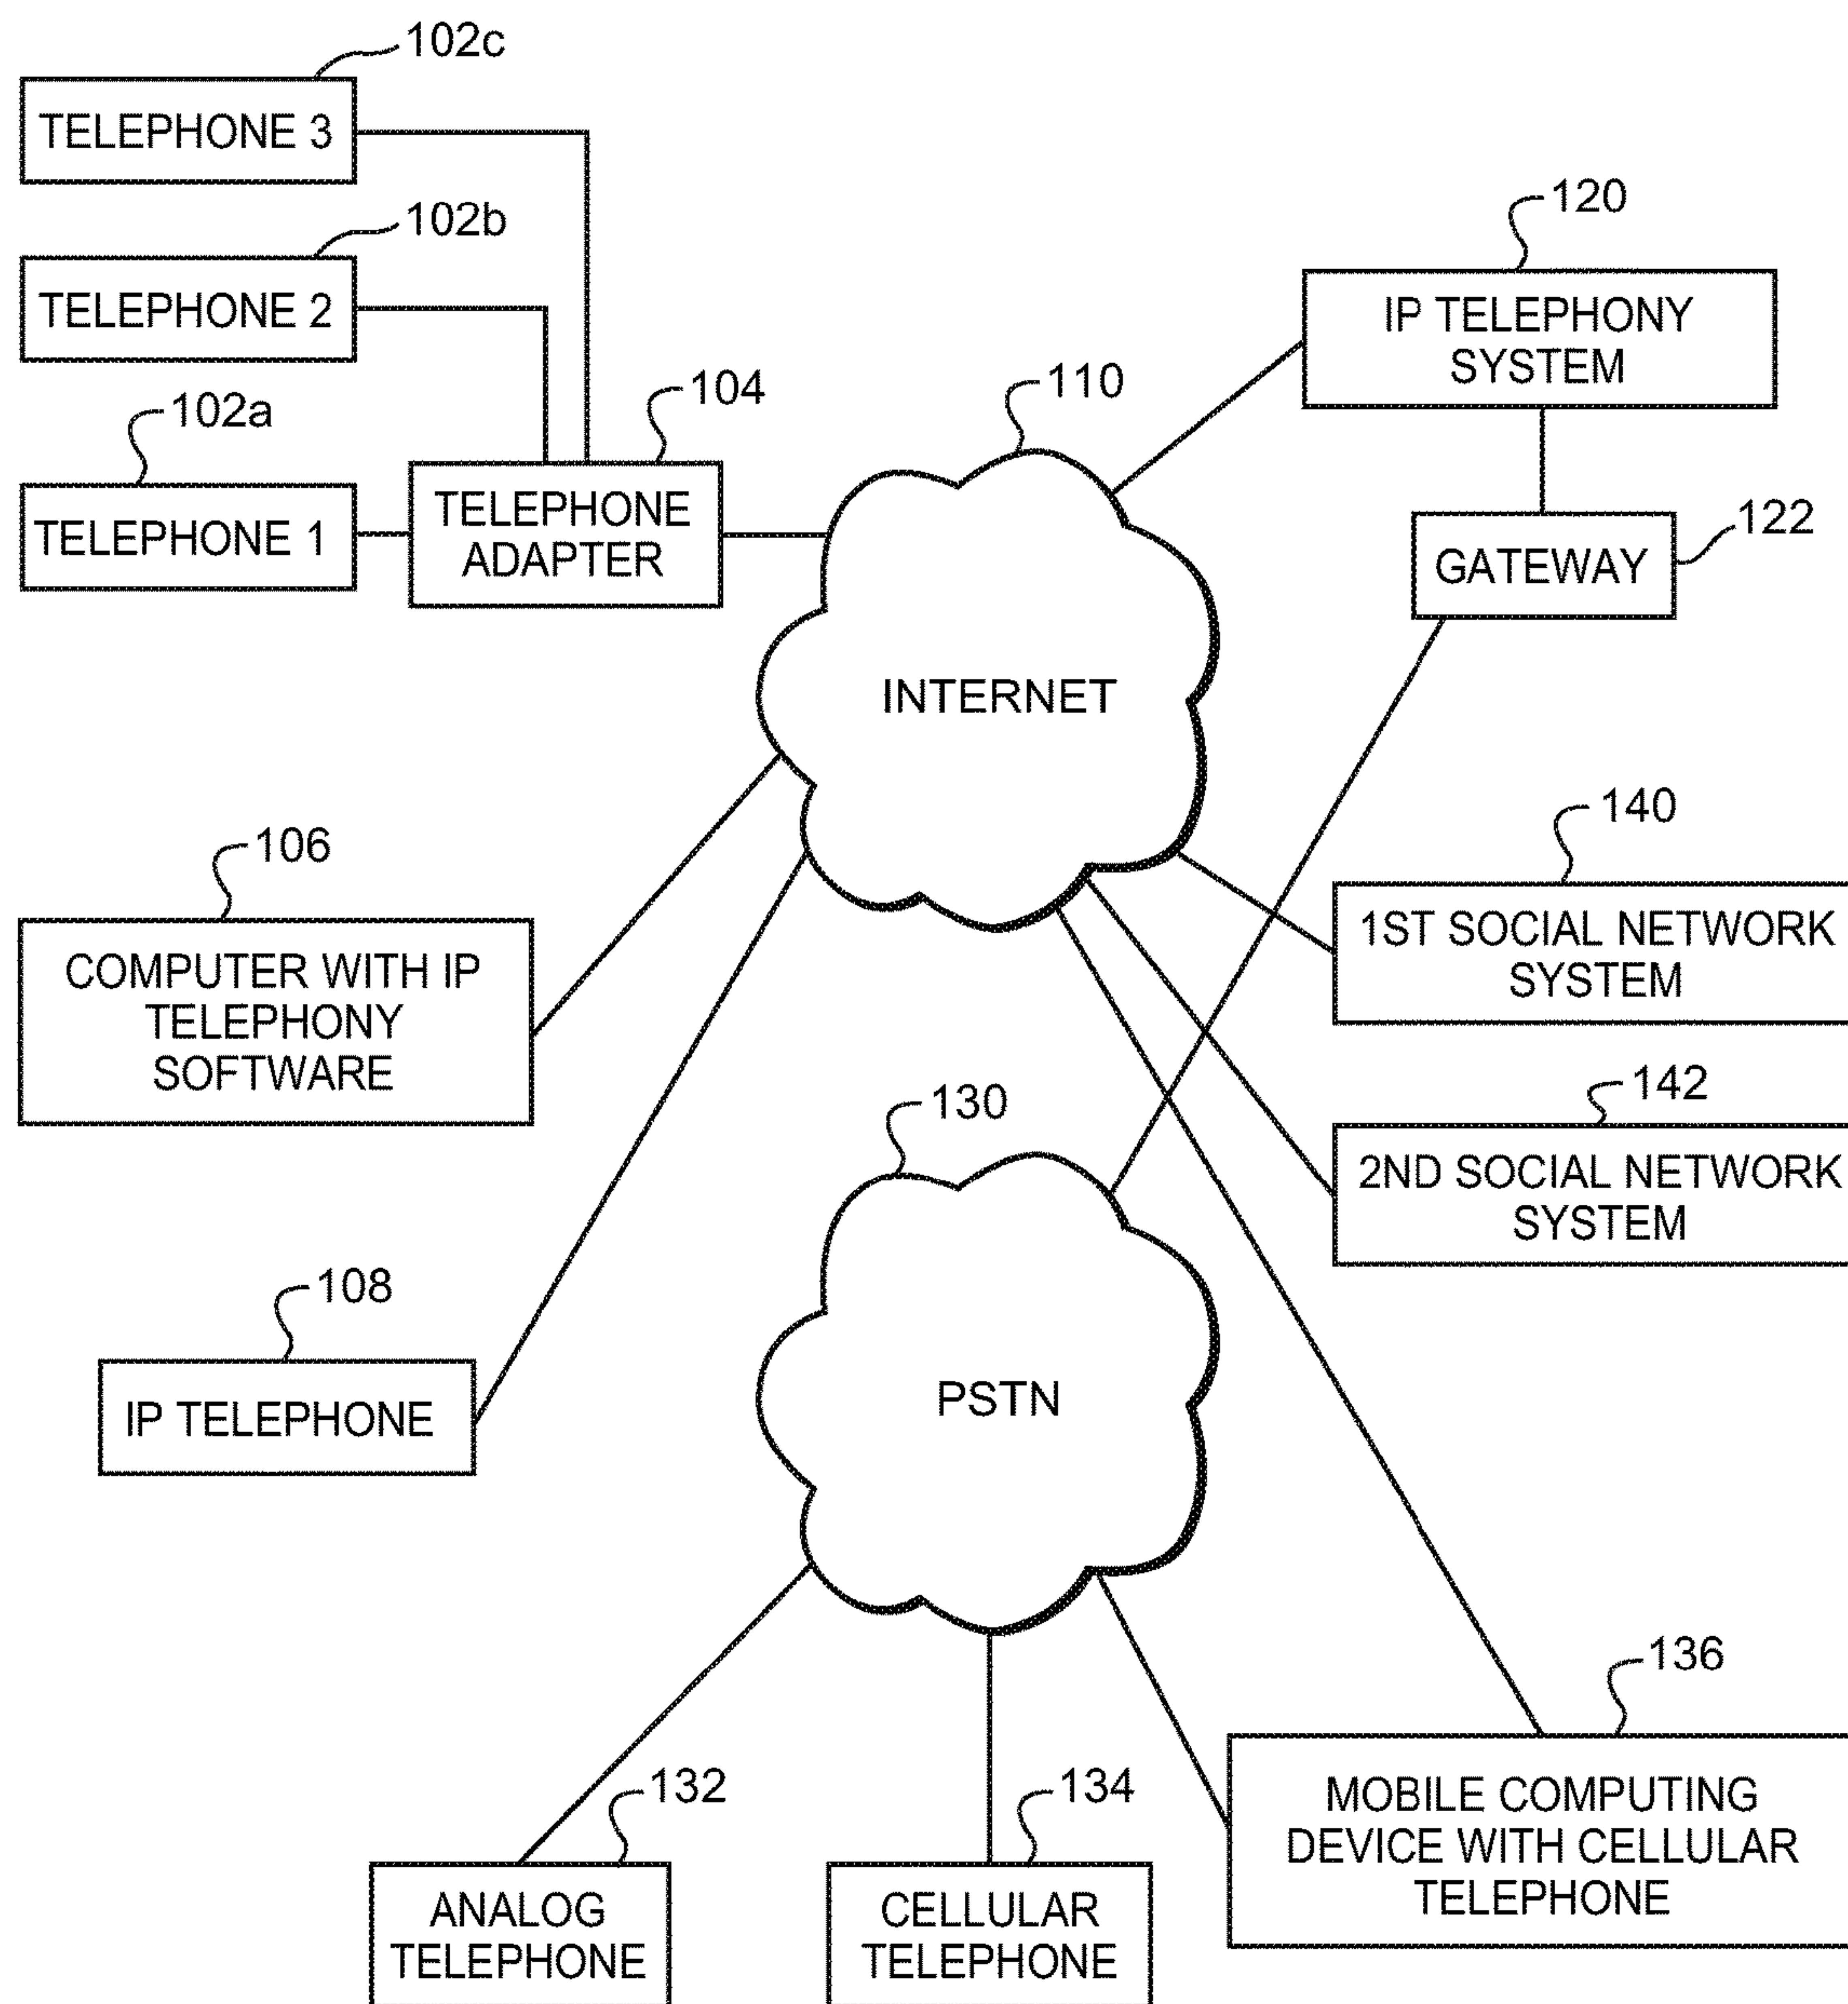 102c
TELEPHONE 3
102b
TELEPHONE 2
102a
TELEPHONE 1
104
TELEPHONE
ADAPTER
110
INTERNET
120
IP TELEPHONY
SYSTEM
122
GATEWAY
140
1ST SOCIAL NETWORK
SYSTEM
142
2ND SOCIAL NETWORK
SYSTEM
106
COMPUTER WITH IP
TELEPHONY
SOFTWARE
108
IP TELEPHONE
130
PSTN
132
ANALOG
TELEPHONE
134
CELLULAR
TELEPHONE
136
MOBILE COMPUTING
DEVICE WITH CELLULAR
TELEPHONE